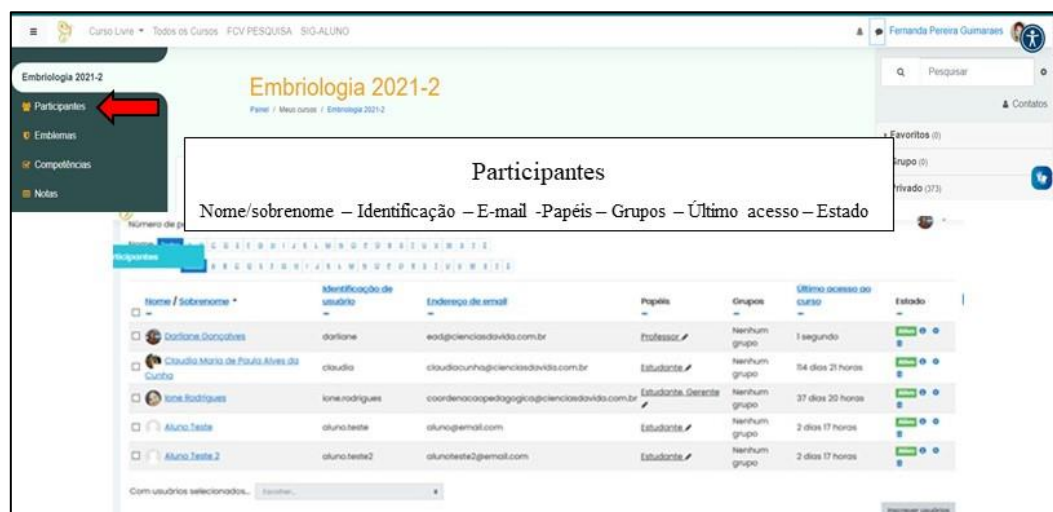 Curso Livre Todos os Cursos FCV PESQUISA SIG-ALUNO
Fernanda Pereira Guimaraes
Embriologia 2021-2
Participantes
Emblemas
Competências
Notas
Embriologia 2021-2
Painel / Meus cursos / Embriologia 2021-2
Pesquisar
Contatos
Favoritos (0)
Grupo (0)
Privado (373)
Participantes
Nome/sobrenome – Identificação – E-mail -Papéis – Grupos – Último acesso – Estado
Número de
Nome / Sobrenome
Identificação de usuário
Endereço de email
Papéis
Grupos
Último acesso ao curso
Estado
Darliane Gonçalves darliane ead@cienciasdavida.com.br Professor Nenhum grupo 1 segundo
Claudia Maria de Paula Alves da Cunha claudia claudiacunha@cienciasdavida.com.br Estudante Nenhum grupo 114 dias 21 horas
Ione Rodrigues ione.rodrigues coordenacaopedagogica@cienciasdavida.com.br Estudante, Gerente Nenhum grupo 37 dias 20 horas
Aluno Teste aluno.teste aluno@email.com Estudante Nenhum grupo 2 dias 17 horas
Aluno Teste 2 aluno.teste2 alunoteste2@email.com Estudante Nenhum grupo 2 dias 17 horas
Com usuários selecionados... Escolher...
Inscrever usuários